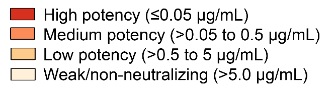 High potency (≤0.05 µg/mL)
Medium potency (>0.05 to 0.5 µg/mL)
Low potency (>0.5 to 5 µg/mL)
Weak/non-neutralizing (>5.0 µg/mL)